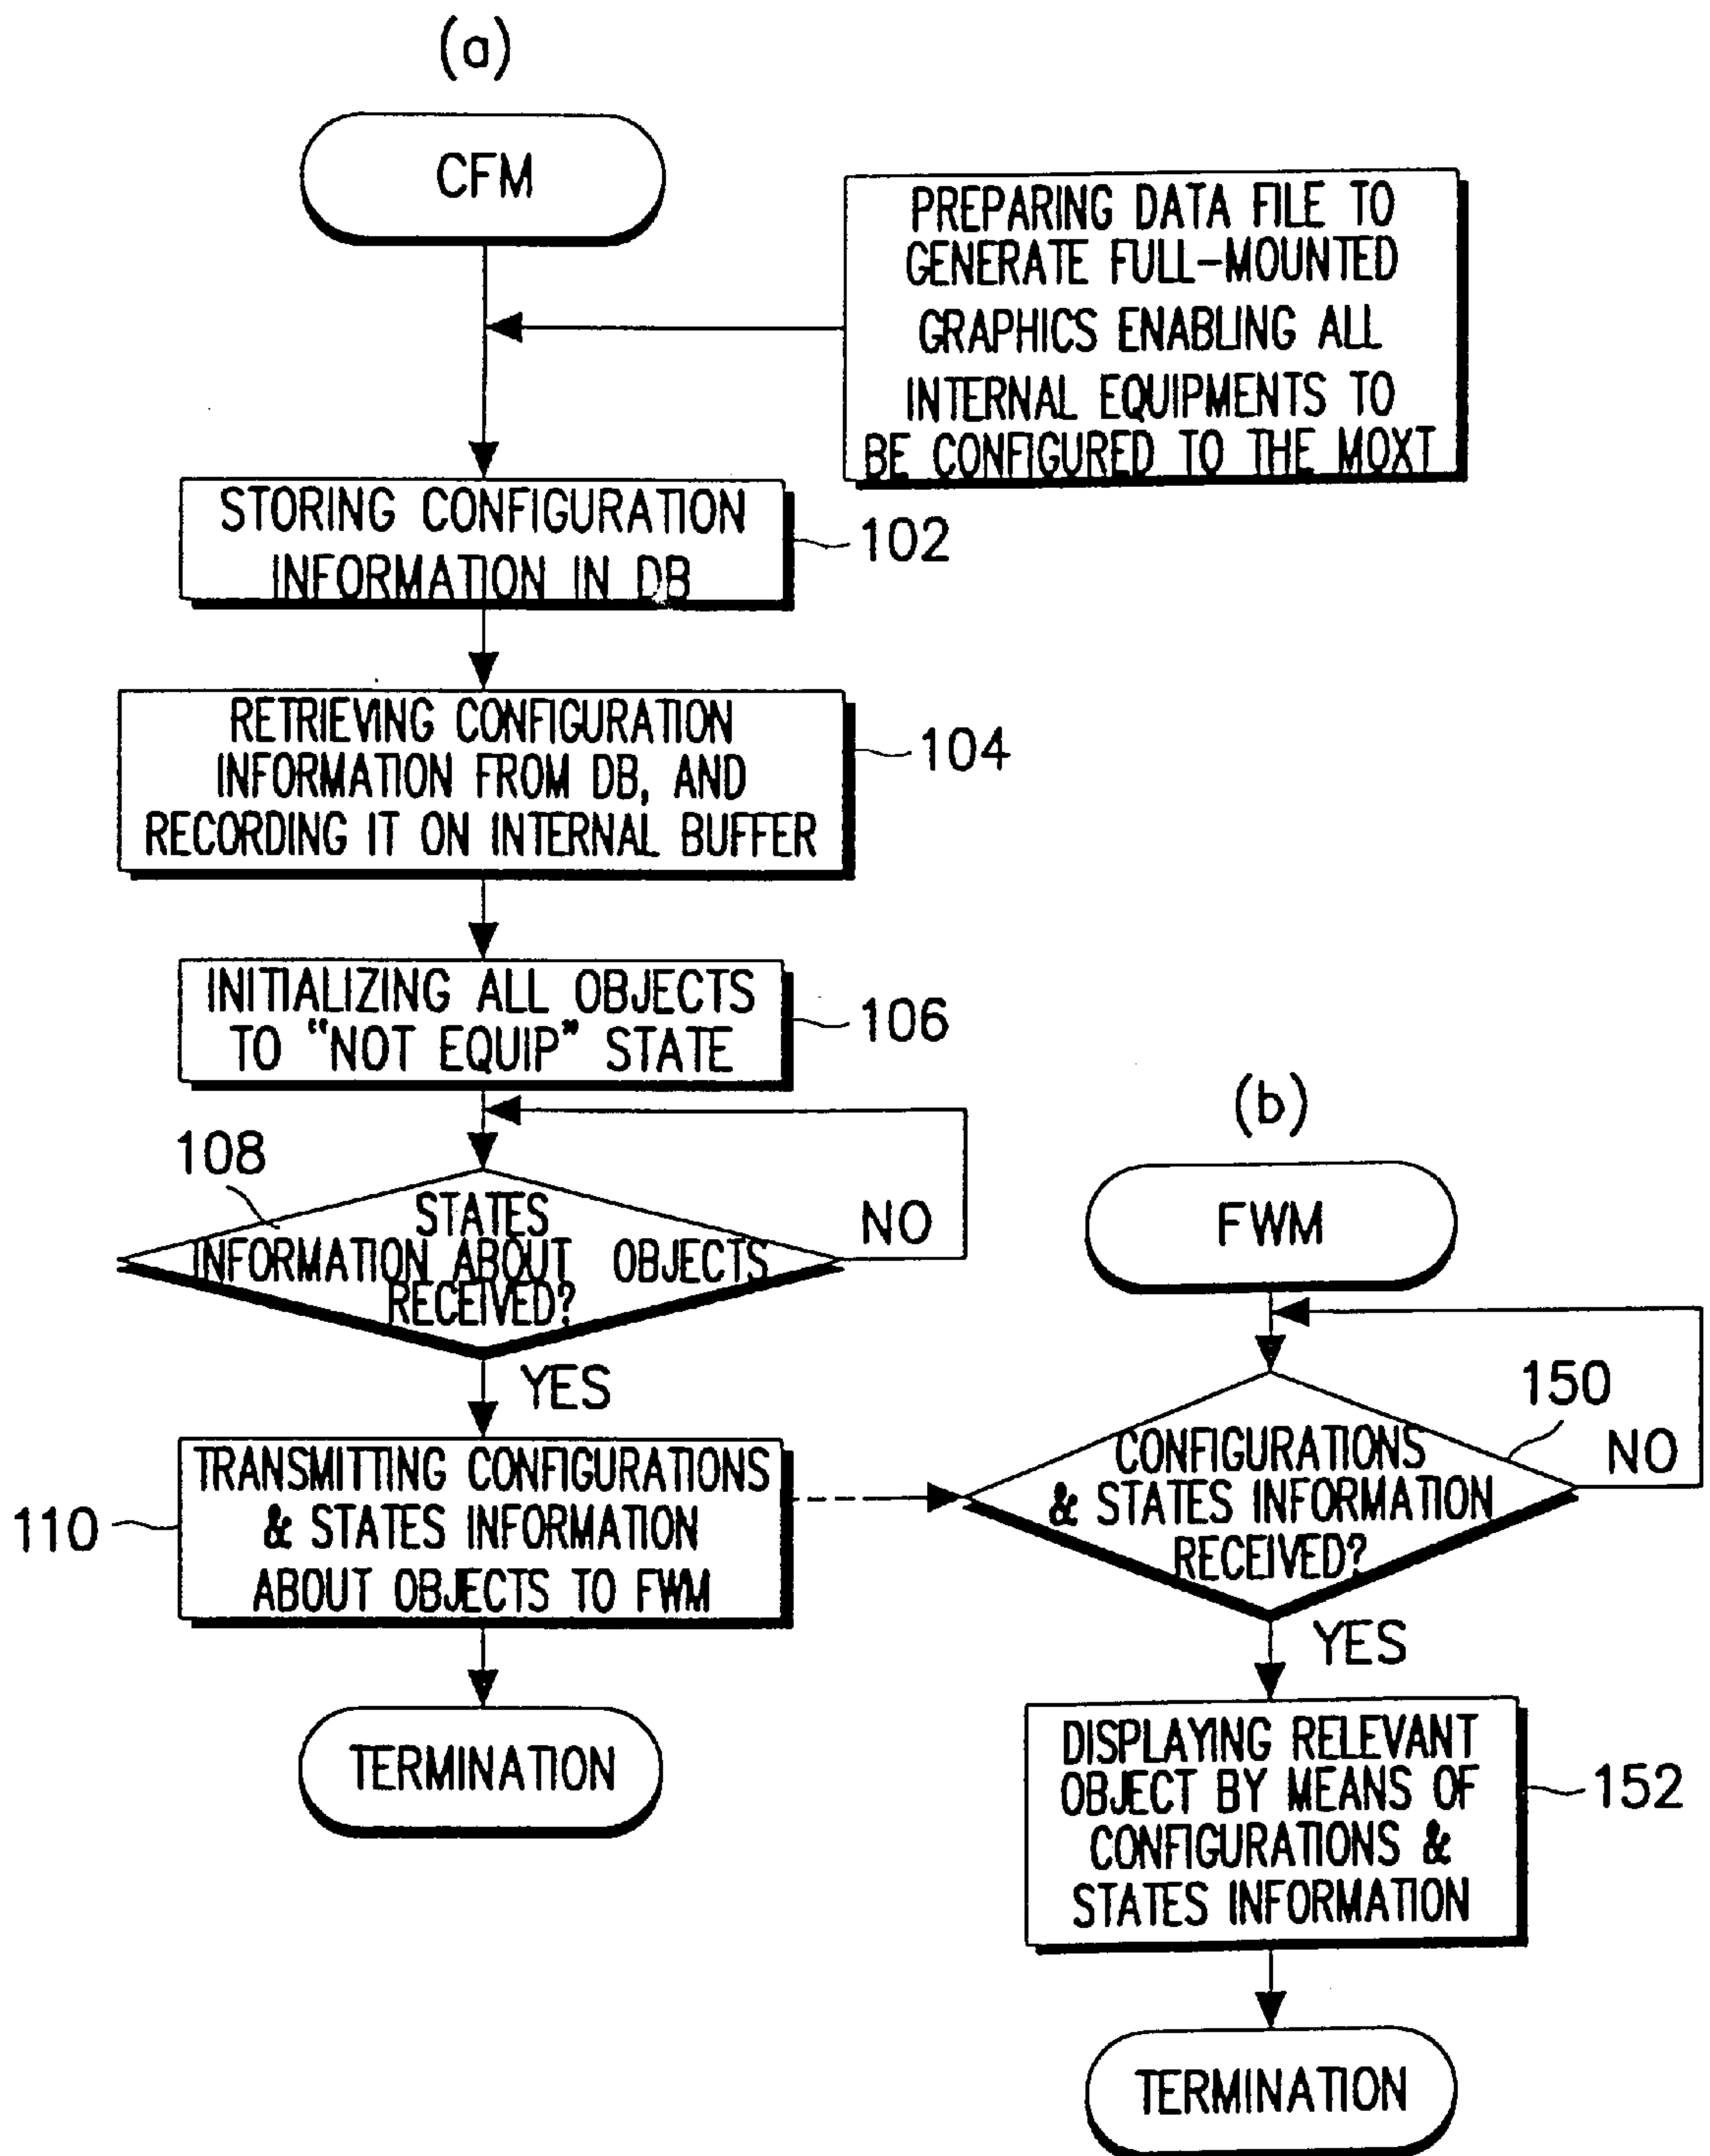 (a)
CFM
PREPARING DATA FILE TO
GENERATE FULL-MOUNTED
GRAPHICS ENABLING ALL
INTERNAL EQUIPMENTS TO
BE CONFIGURED TO THE MOXT
STORING CONFIGURATION
INFORMATION IN DB
102
RETRIEVING CONFIGURATION
INFORMATION FROM DB, AND
RECORDING IT ON INTERNAL BUFFER
104
INITIALIZING ALL OBJECTS
TO "NOT EQUIP" STATE
106
108
STATES
INFORMATION ABOUT OBJECTS
RECEIVED?
NO
YES
TRANSMITTING CONFIGURATIONS
& STATES INFORMATION
ABOUT OBJECTS TO FWM
110
TERMINATION
(b)
FWM
150
CONFIGURATIONS
& STATES INFORMATION
RECEIVED?
NO
YES
DISPLAYING RELEVANT
OBJECT BY MEANS OF
CONFIGURATIONS &
STATES INFORMATION
152
TERMINATION